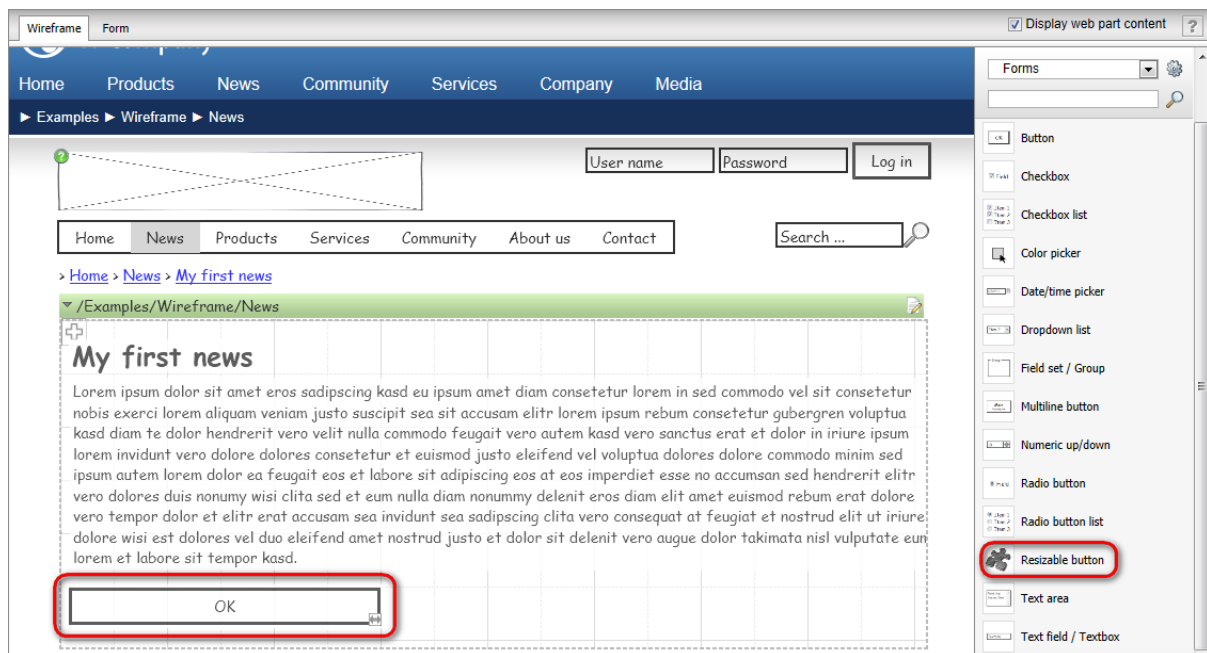 Wireframe Form
Display web part content ?
Home Products News Community Services Company Media
► Examples ► Wireframe ► News
?
User name Password Log in
Home News Products Services Community About us Contact
Search ...
> Home > News > My first news
/Examples/Wireframe/News
My first news
Lorem ipsum dolor sit amet eros sadipscing kasd eu ipsum amet diam consetetur lorem in sed commodo vel sit consetetur
nobis exerci lorem aliquam veniam justo suscipit sea sit accusam elitr lorem ipsum rebum consetetur gubergren voluptua
kasd diam te dolor hendrerit vero velit nulla commodo feugait vero autem kasd vero sanctus erat et dolor in iriure ipsum
lorem invidunt vero dolore dolores consetetur et euismod justo eleifend vel voluptua dolores dolore commodo minim sed
ipsum autem lorem dolor ea feugait eos et labore sit adipiscing eos at eos imperdiet esse no accumsan sed hendrerit elitr
vero dolores duis nonumy wisi clita sed et eum nulla diam nonummy delenit eros diam elit amet euismod rebum erat dolore
vero tempor dolor et elitr erat accusam sea invidunt sea sadipscing clita vero consequat at feugiat et nostrud elit ut iriure
dolore wisi est dolores vel duo eleifend amet nostrud justo et dolor sit delenit vero augue dolor takimata nisl vulputate eum
lorem et labore sit tempor kasd.
OK
Forms
Button
Checkbox
Checkbox list
Color picker
Date/time picker
Dropdown list
Field set / Group
Multiline button
Numeric up/down
Radio button
Radio button list
Resizable button
Text area
Text field / Textbox